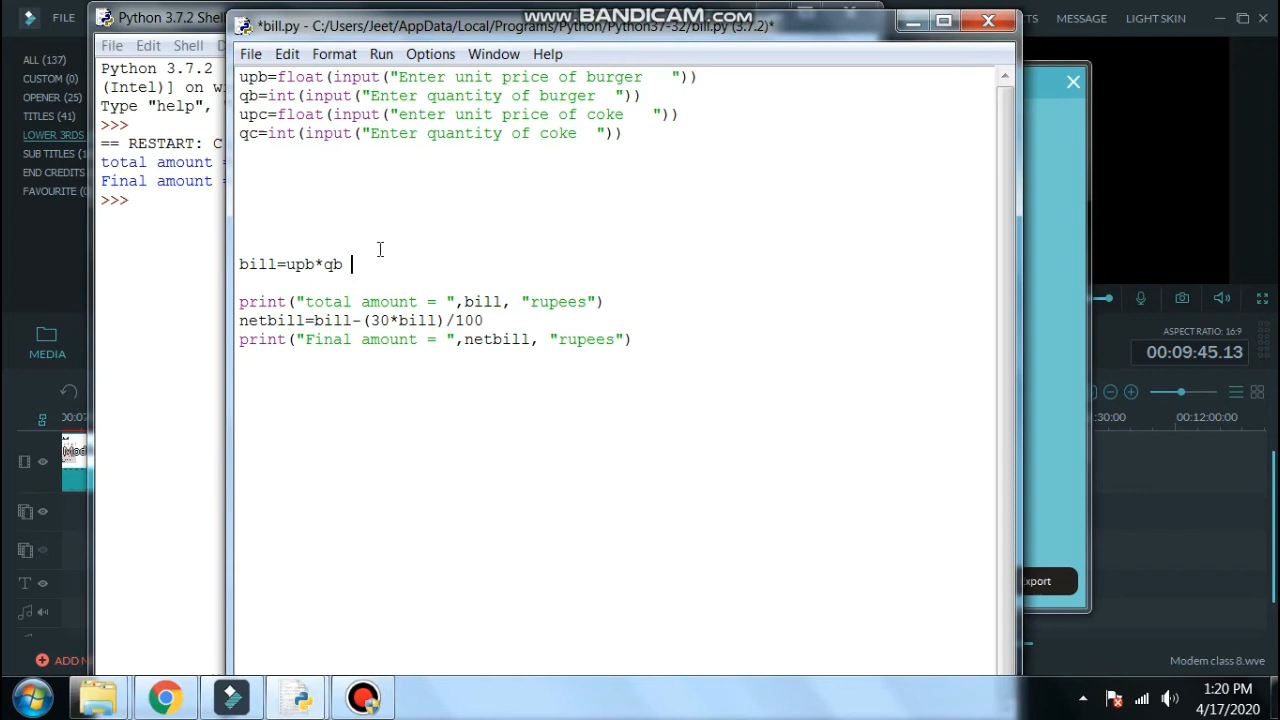 FILE
ALL (137)
CUSTOM (0)
OPENER (25)
TITLES (41)
LOWER 3RDS
SUB TITLES (1
END CREDITS
FAVOURITE (0
MEDIA
Python 3.7.2 Shell
File Edit Shell D
Python 3.7.2
(Intel)] on w
Type "help",
>>>
== RESTART: C
total amount =
Final amount =
>>>
www.BANDICAM.com
*bill.py - C:/Users/Jeet/AppData/Local/Programs/Python/Python37-32/bill.py (3.7.2)*
File Edit Format Run Options Window Help
upb=float(input("Enter unit price of burger   "))
qb=int(input("Enter quantity of burger  "))
upc=float(input("enter unit price of coke   "))
qc=int(input("Enter quantity of coke  "))
bill=upb*qb
print("total amount = ",bill, "rupees")
netbill=bill-(30*bill)/100
print("Final amount = ",netbill, "rupees")
MESSAGE LIGHT SKIN
ASPECT RATIO: 16:9
00:09:45.13
:30:00 00:12:00:00
xport
ADD N
Modem class 8.wve
1:20 PM
4/17/2020